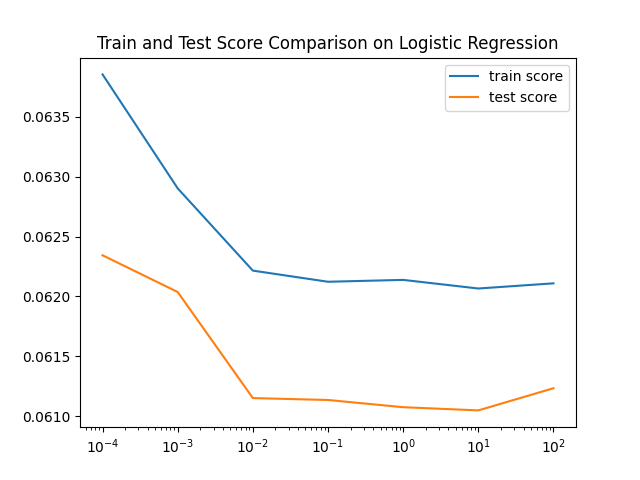 Train and Test Score Comparison on Logistic Regression
train score
test score
0.0635
0.0630
0.0625
0.0620
0.0615
0.0610
10⁻⁴ 10⁻³ 10⁻² 10⁻¹ 10⁰ 10¹ 10²